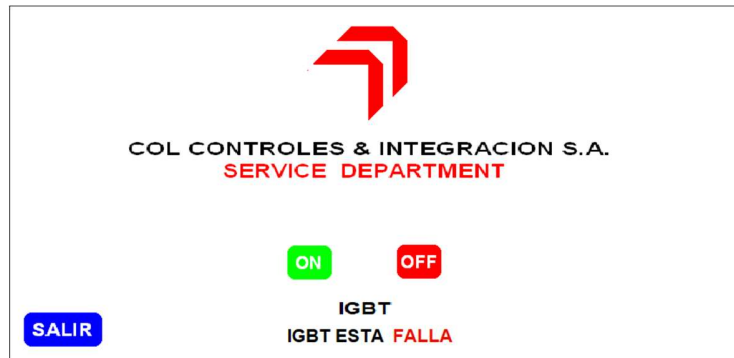 COL CONTROLES & INTEGRACION S.A.
SERVICE DEPARTMENT
ON OFF
IGBT
SALIR
IGBT ESTA FALLA